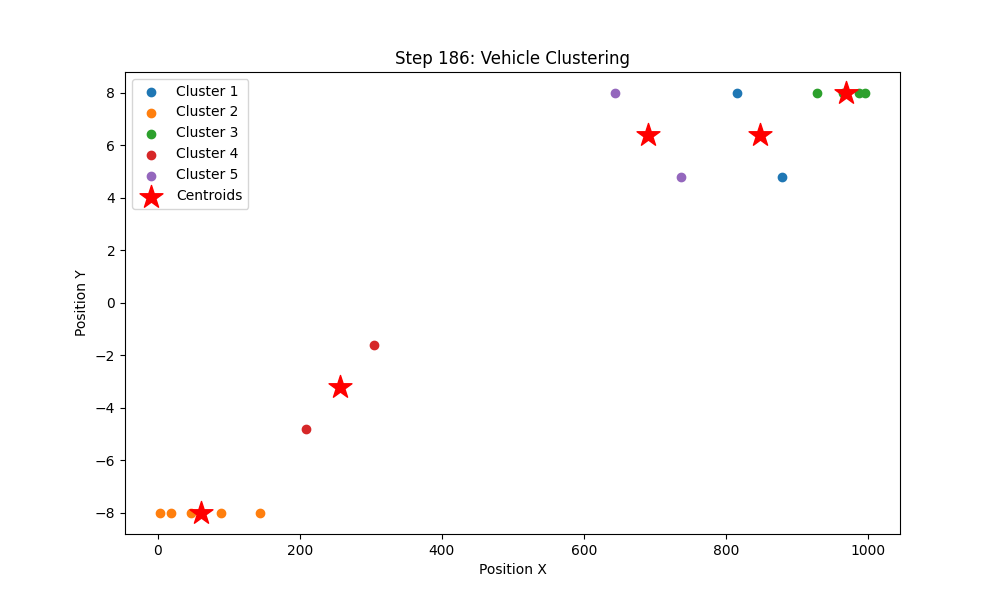 Step 186: Vehicle Clustering
Cluster 1
Cluster 2
Cluster 3
Cluster 4
Cluster 5
Centroids
8
6
4
2
0
−2
−4
−6
−8
Position Y
0 200 400 600 800 1000
Position X